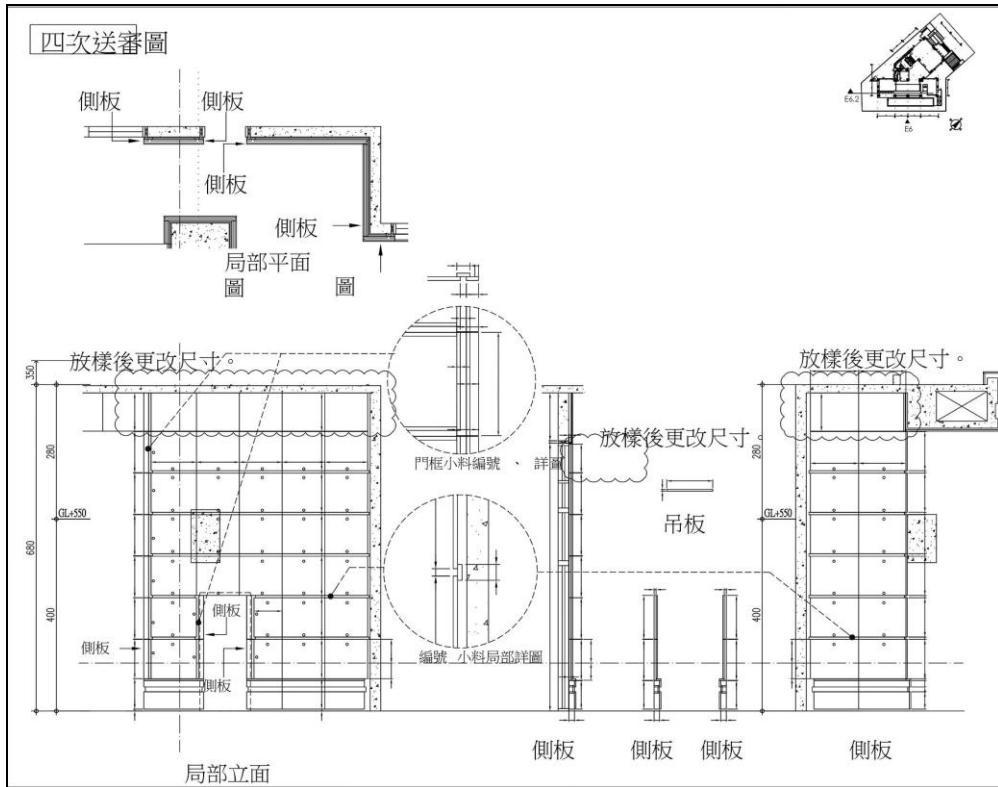 四次送審圖
E6.2
E6
側板
側板
側板
側板
局部平面
圖
圖
放樣後更改尺寸。
放樣後更改尺寸。
放樣後更改尺寸。
350
280
GL+550
680
400
門框小料編號 、 詳圖
吊板
280
GL+550
680
400
側板
側板
側板
編號 小料局部詳圖
側板
側板
側板
側板
局部立面